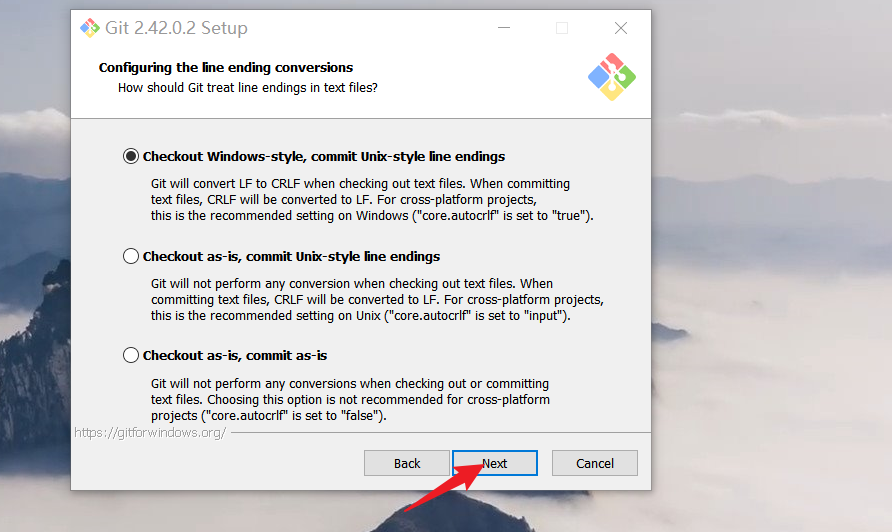 Git 2.42.0.2 Setup
Configuring the line ending conversions
How should Git treat line endings in text files?
Checkout Windows-style, commit Unix-style line endings
Git will convert LF to CRLF when checking out text files. When committing
text files, CRLF will be converted to LF. For cross-platform projects,
this is the recommended setting on Windows ("core.autocrlf" is set to "true").
Checkout as-is, commit Unix-style line endings
Git will not perform any conversion when checking out text files. When
committing text files, CRLF will be converted to LF. For cross-platform projects,
this is the recommended setting on Unix ("core.autocrlf" is set to "input").
Checkout as-is, commit as-is
Git will not perform any conversions when checking out or committing
text files. Choosing this option is not recommended for cross-platform
projects ("core.autocrlf" is set to "false").
https://gitforwindows.org/
Back Next Cancel